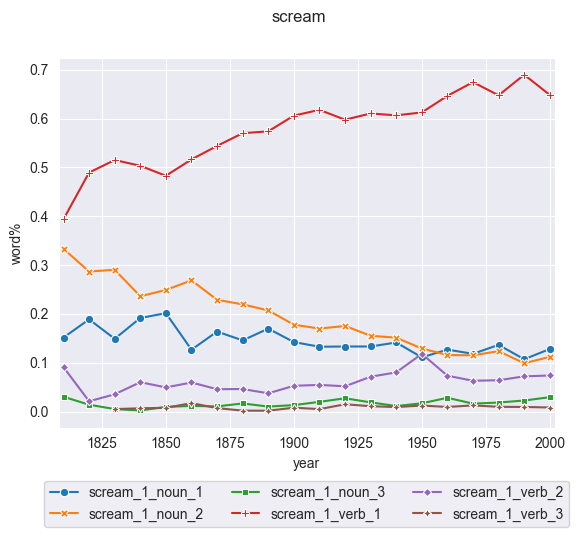 scream
0.7
0.6
0.5
0.4
0.3
0.2
0.1
0.0
word%
1825 1850 1875 1900 1925 1950 1975 2000
year
scream_1_noun_1 scream_1_noun_3 scream_1_verb_2
scream_1_noun_2 scream_1_verb_1 scream_1_verb_3